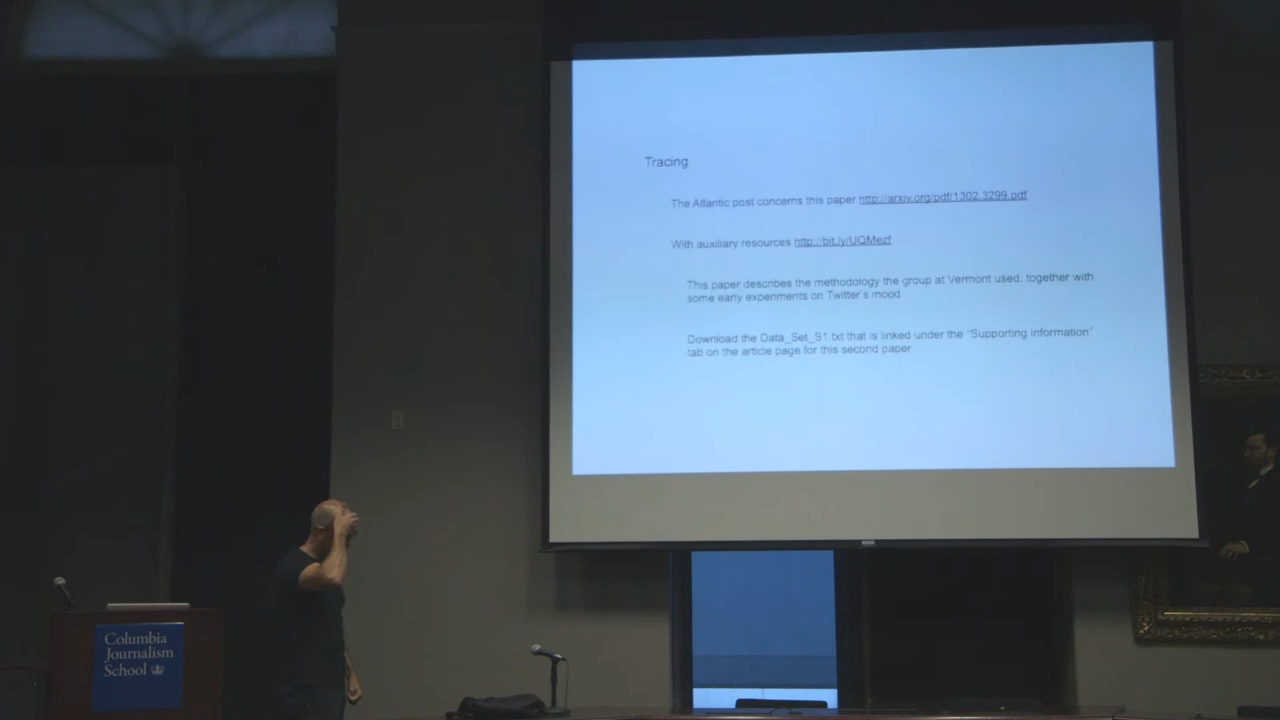 Tracing
The Atlantic post concerns this paper http://arxiv.org/pdf/1302.3299.pdf
With auxiliary resources http://bit.ly/UQMezf
This paper describes the methodology the group at Vermont used, together with
some early experiments on Twitter's mood
Download the Data_Set_S1.txt that is linked under the "Supporting information"
tab on the article page for this second paper
Columbia
Journalism
School